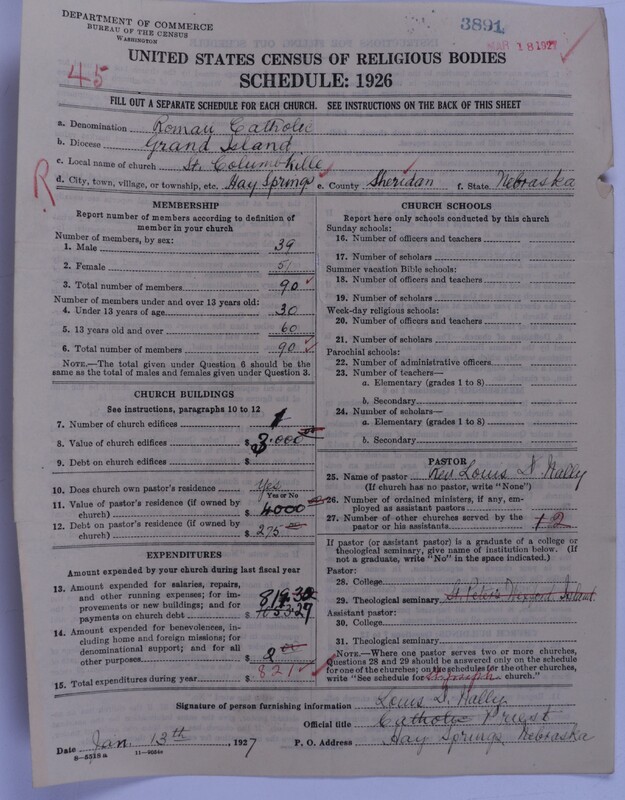 DEPARTMENT OF COMMERCE
BUREAU OF THE CENSUS
WASHINGTON
3891
MAR 18 1927
45
UNITED STATES CENSUS OF RELIGIOUS BODIES
SCHEDULE: 1926
FILL OUT A SEPARATE SCHEDULE FOR EACH CHURCH. SEE INSTRUCTIONS ON THE BACK OF THIS SHEET
a. Denomination Roman Catholic
b. Diocese Grand Island
c. Local name of church St. Columbkille
R
d. City, town, village, or township, etc. Hay Springs e. County Sheridan f. State Nebraska
MEMBERSHIP
Report number of members according to definition of
member in your church
Number of members, by sex:
1. Male 39
2. Female 51
3. Total number of members 90
Number of members under and over 13 years old:
4. Under 13 years of age 30
5. 13 years old and over 60
6. Total number of members 90
NOTE.—The total given under Question 6 should be
the same as the total of males and females given under Question 3.
CHURCH BUILDINGS
See instructions, paragraphs 10 to 12
7. Number of church edifices 1
8. Value of church edifices $ 3,000
9. Debt on church edifices $
10. Does church own pastor's residence Yes
Yes or No
11. Value of pastor's residence (if owned by
church) $ 4000
12. Debt on pastor's residence (if owned by
church) $ 275
EXPENDITURES
Amount expended by your church during last fiscal year
13. Amount expended for salaries, repairs,
and other running expenses; for im-
provements or new buildings; and for
payments on church debt $ 819.32
14. Amount expended for benevolences, in-
cluding home and foreign missions; for
denominational support; and for all
other purposes $ 2
15. Total expenditures during year $ 821
CHURCH SCHOOLS
Report here only schools conducted by this church
Sunday schools:
16. Number of officers and teachers
17. Number of scholars
Summer vacation Bible schools:
18. Number of officers and teachers
19. Number of scholars
Week-day religious schools:
20. Number of officers and teachers
21. Number of scholars
Parochial schools:
22. Number of administrative officers
23. Number of teachers—
a. Elementary (grades 1 to 8)
b. Secondary
24. Number of scholars—
a. Elementary (grades 1 to 8)
b. Secondary
PASTOR
25. Name of pastor Rev. Louis D. Nally
(If church has no pastor, write "None")
26. Number of ordained ministers, if any, em-
ployed as assistant pastors
27. Number of other churches served by the
pastor or his assistants 12
If pastor (or assistant pastor) is a graduate of a college or
theological seminary, give name of institution below. (If
not a graduate, write "No" in the space indicated.)
Pastor:
28. College
29. Theological seminary St Peter's Wexford Ireland
Assistant pastor:
30. College
31. Theological seminary
NOTE.—Where one pastor serves two or more churches,
Questions 28 and 29 should be answered only on the schedule
for one of the churches; on the schedules for the other churches,
write "See schedule for St Joseph church."
Signature of person furnishing information Louis D. Nally
Official title Catholic Priest
Date Jan. 13th, 1927 P. O. Address Hay Springs Nebraska
8—5518a 11—9654a